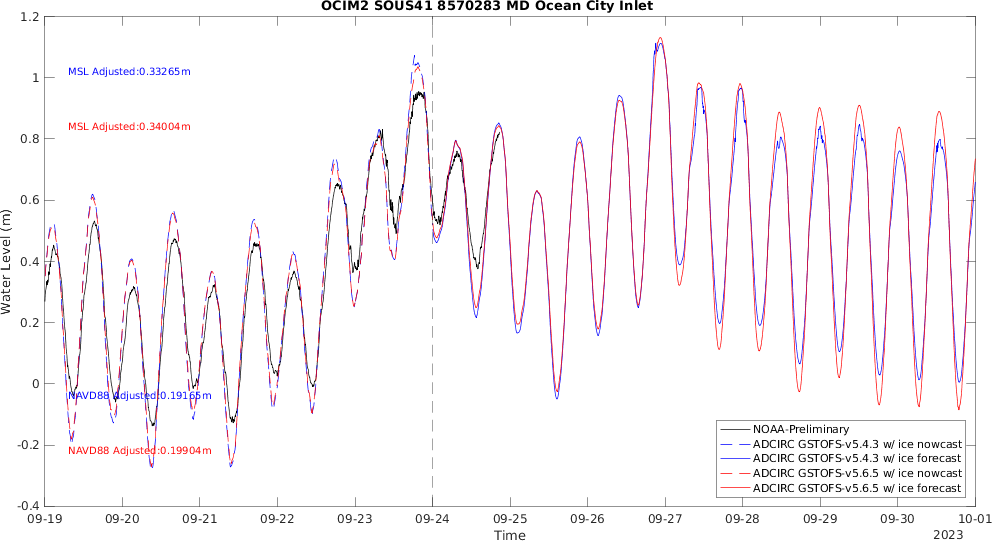 OCIM2 SOUS41 8570283 MD Ocean City Inlet
1.2
1
0.8
0.6
0.4
0.2
0
-0.2
-0.4
Water Level (m)
MSL Adjusted:0.33265m
MSL Adjusted:0.34004m
NAVD88 Adjusted:0.19165m
NAVD88 Adjusted:0.19904m
NOAA-Preliminary
ADCIRC GSTOFS-v5.4.3 w/ ice nowcast
ADCIRC GSTOFS-v5.4.3 w/ ice forecast
ADCIRC GSTOFS-v5.6.5 w/ ice nowcast
ADCIRC GSTOFS-v5.6.5 w/ ice forecast
09-19 09-20 09-21 09-22 09-23 09-24 09-25 09-26 09-27 09-28 09-29 09-30 10-01
Time
2023